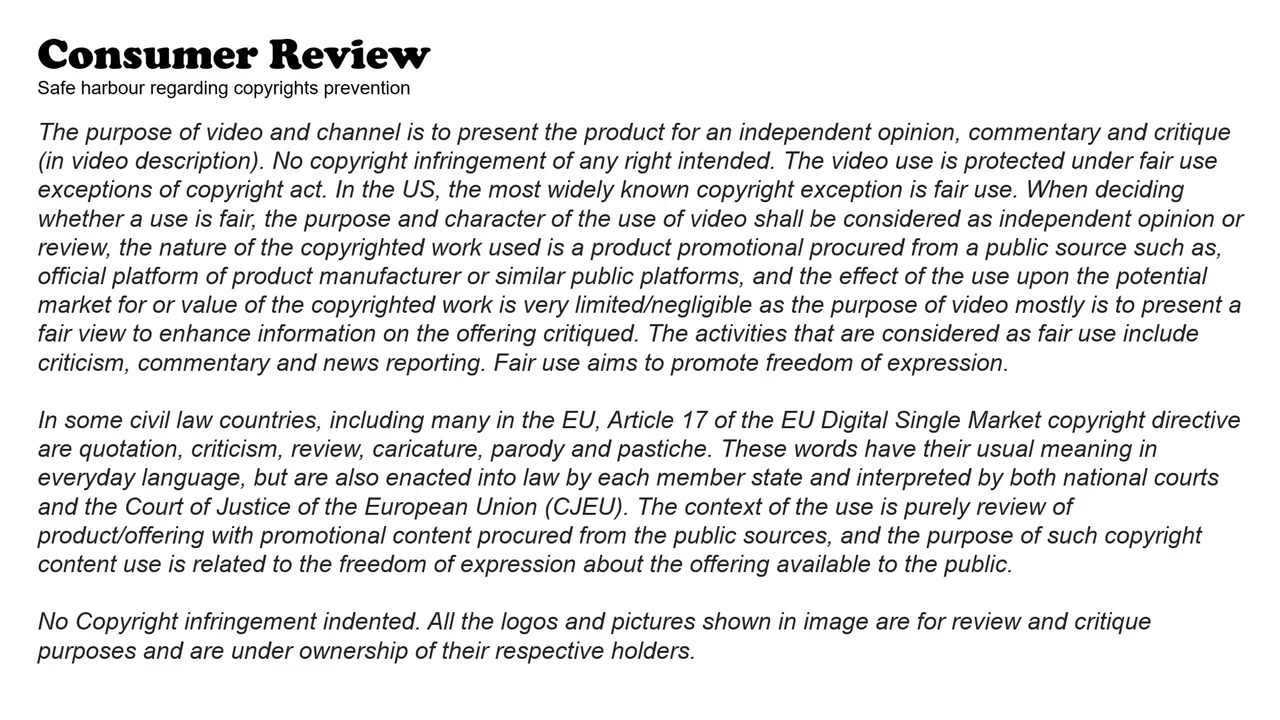 Consumer Review
Safe harbour regarding copyrights prevention
The purpose of video and channel is to present the product for an independent opinion, commentary and critique
(in video description). No copyright infringement of any right intended. The video use is protected under fair use
exceptions of copyright act. In the US, the most widely known copyright exception is fair use. When deciding
whether a use is fair, the purpose and character of the use of video shall be considered as independent opinion or
review, the nature of the copyrighted work used is a product promotional procured from a public source such as,
official platform of product manufacturer or similar public platforms, and the effect of the use upon the potential
market for or value of the copyrighted work is very limited/negligible as the purpose of video mostly is to present a
fair view to enhance information on the offering critiqued. The activities that are considered as fair use include
criticism, commentary and news reporting. Fair use aims to promote freedom of expression.
In some civil law countries, including many in the EU, Article 17 of the EU Digital Single Market copyright directive
are quotation, criticism, review, caricature, parody and pastiche. These words have their usual meaning in
everyday language, but are also enacted into law by each member state and interpreted by both national courts
and the Court of Justice of the European Union (CJEU). The context of the use is purely review of
product/offering with promotional content procured from the public sources, and the purpose of such copyright
content use is related to the freedom of expression about the offering available to the public.
No Copyright infringement indented. All the logos and pictures shown in image are for review and critique
purposes and are under ownership of their respective holders.